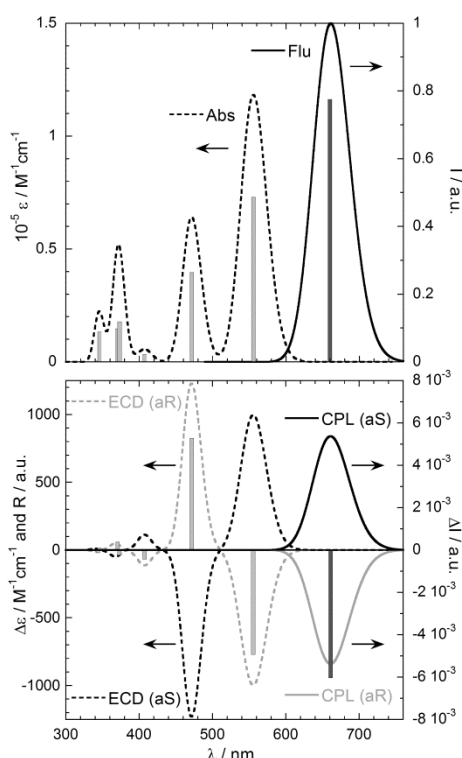 1.5
1
0.5
0
10⁻⁵ ε / M⁻¹cm⁻¹
Abs
Flu
1
0.8
0.6
0.4
0.2
0
I / a.u.
1000
500
0
-500
-1000
Δε / M⁻¹cm⁻¹ and R / a.u.
ECD (aR)
CPL (aS)
ECD (aS)
CPL (aR)
8 10⁻³
6 10⁻³
4 10⁻³
2 10⁻³
0
-2 10⁻³
-4 10⁻³
-6 10⁻³
-8 10⁻³
ΔI / a.u.
300 400 500 600 700
λ / nm